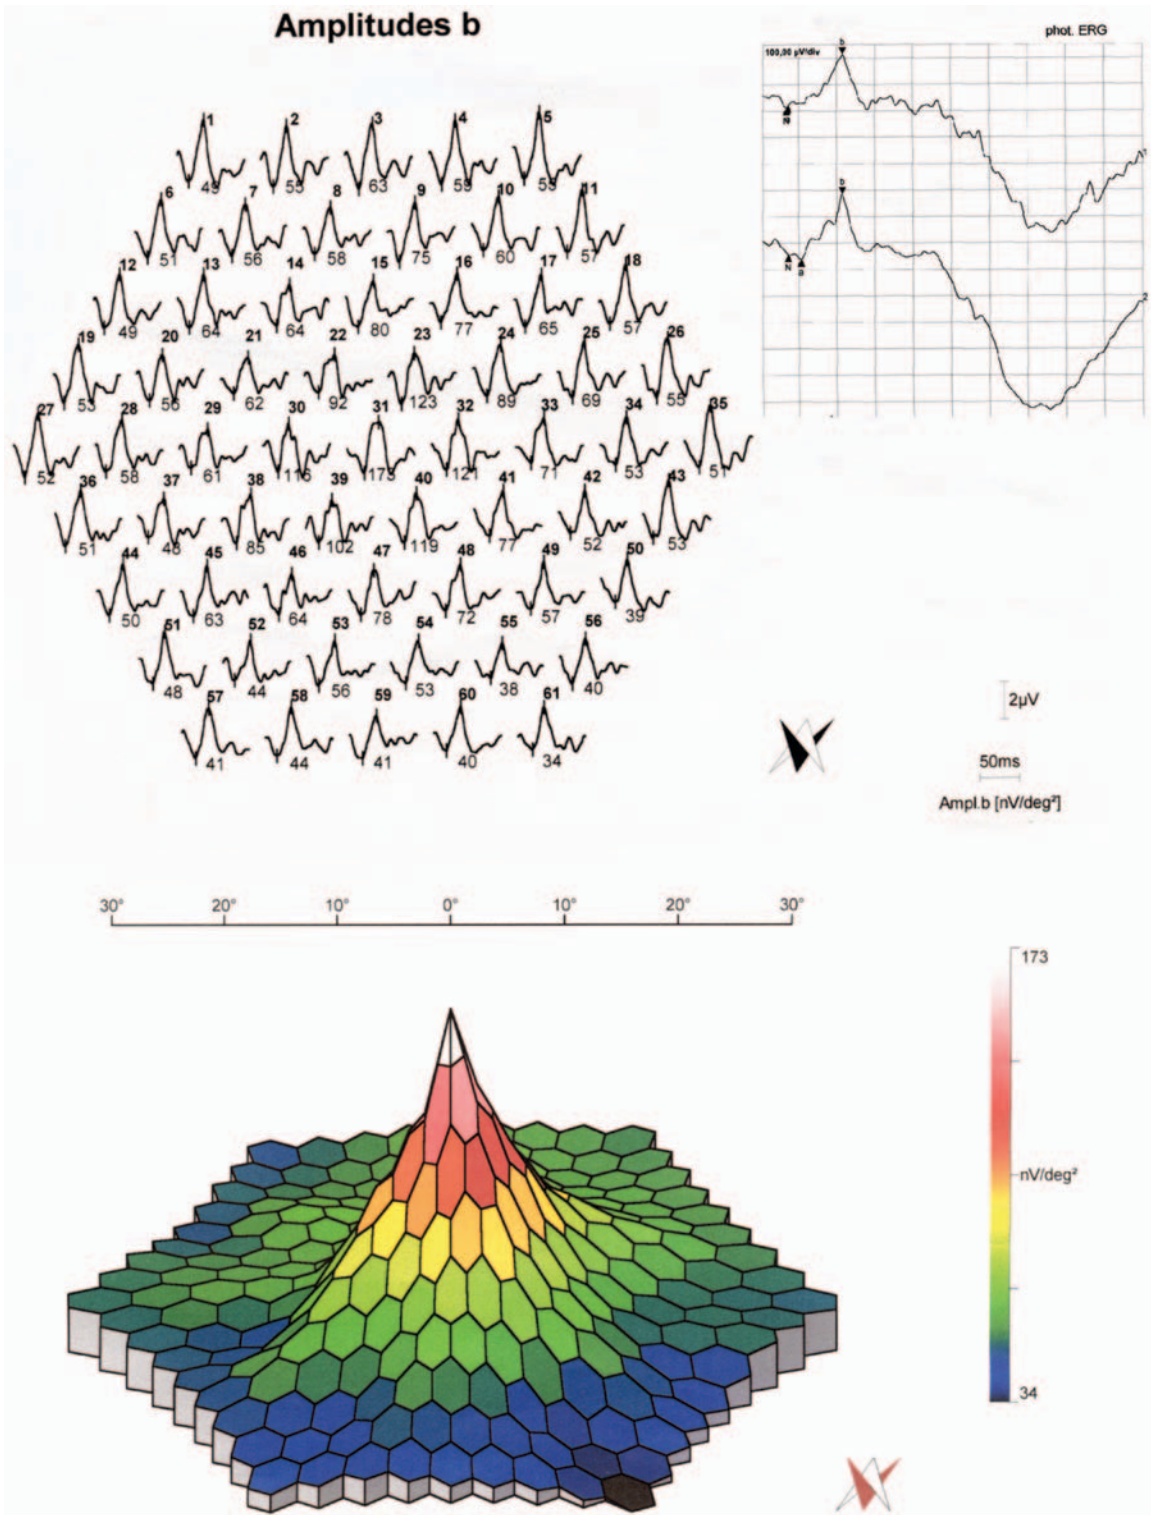 Amplitudes b
phot. ERG
100,00 µV/div
b
N
1
b
N a
2
1 2 3 4 5
49 55 63 59 55
6 7 8 9 10 11
51 56 58 75 60 57
12 13 14 15 16 17 18
49 64 64 80 77 65 57
19 20 21 22 23 24 25 26
53 56 62 92 123 89 69 55
27 28 29 30 31 32 33 34 35
52 58 61 116 173 121 71 53 51
36 37 38 39 40 41 42 43
51 48 85 102 119 77 52 53
44 45 46 47 48 49 50
50 63 64 78 72 57 39
51 52 53 54 55 56
48 44 56 53 38 40
57 58 59 60 61
41 44 41 40 34
2µV
50ms
Ampl.b [nV/deg²]
30° 20° 10° 0° 10° 20° 30°
173
nV/deg²
34